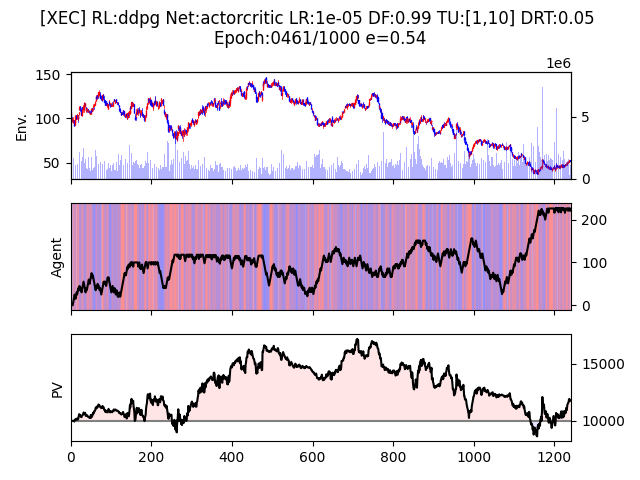 [XEC] RL:ddpg Net:actorcritic LR:1e-05 DF:0.99 TU:[1,10] DRT:0.05
Epoch:0461/1000 e=0.54
1e6
150
100
50
Env.
5
0
Agent
200
100
0
PV
15000
10000
0 200 400 600 800 1000 1200